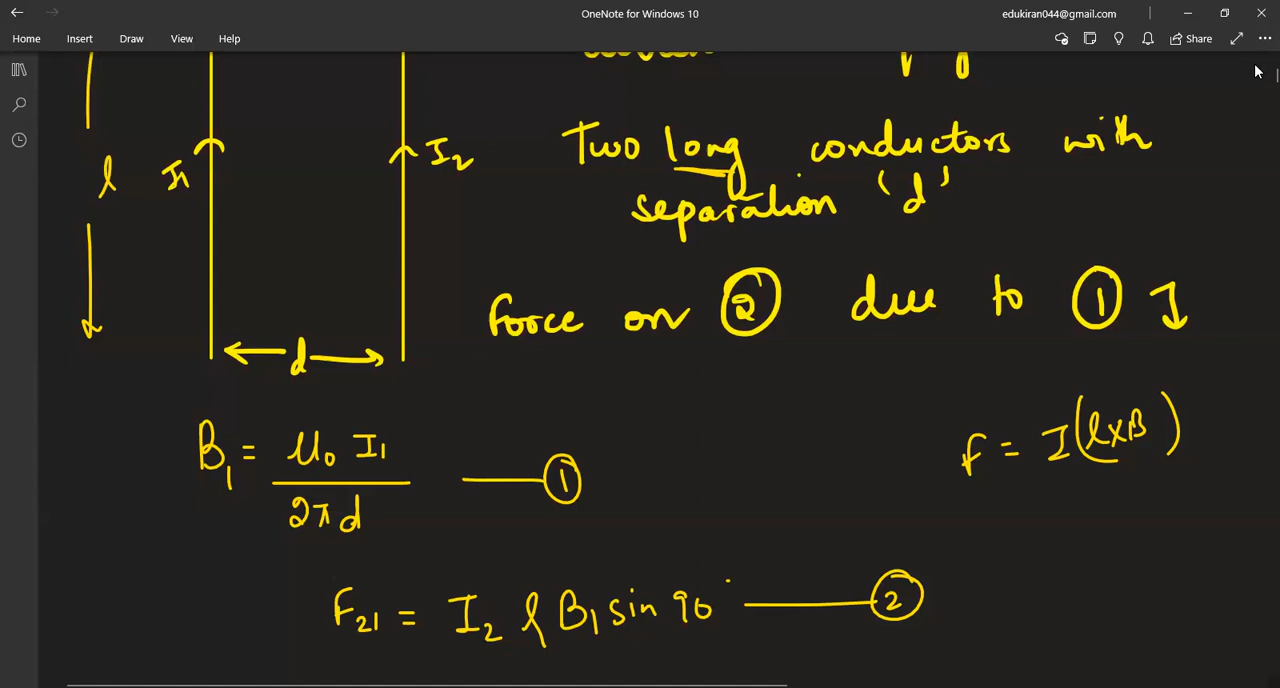 OneNote for Windows 10
edukiran044@gmail.com
Home Insert Draw View Help
Share
Two long conductors with
separation 'd'
l I1 I2
force on ② due to ①
d
B1 = μ0 I1 / 2πd —— ①
F = I(l×B)
F21 = I2 l B1 sin 90 —— ②